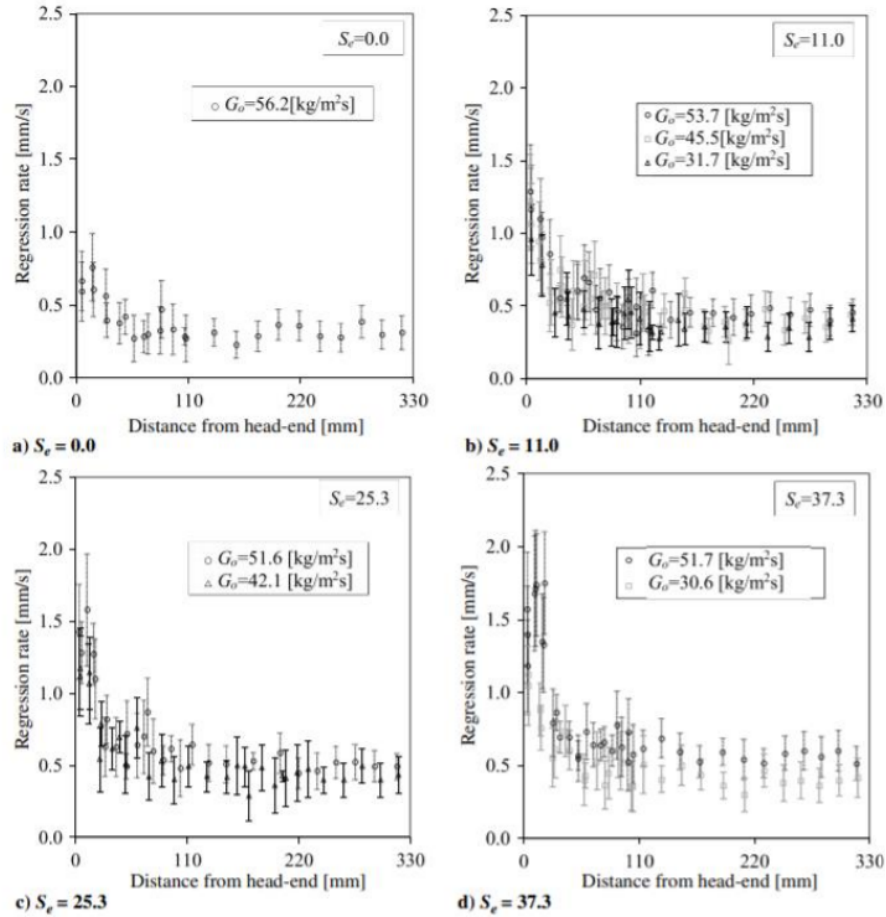 2.5
2.0
1.5
1.0
0.5
0.0
Regression rate [mm/s]
Sₑ=0.0
Gₒ=56.2[kg/m²s]
0 110 220 330
Distance from head-end [mm]
a) Sₑ = 0.0
2.5
2.0
1.5
1.0
0.5
0.0
Regression rate [mm/s]
Sₑ=11.0
Gₒ=53.7 [kg/m²s]
Gₒ=45.5[kg/m²s]
Gₒ=31.7 [kg/m²s]
0 110 220 330
Distance from head-end [mm]
b) Sₑ = 11.0
2.5
2.0
1.5
1.0
0.5
0.0
Regression rate [mm/s]
Sₑ=25.3
Gₒ=51.6 [kg/m²s]
Gₒ=42.1 [kg/m²s]
0 110 220 330
Distance from head-end [mm]
c) Sₑ = 25.3
2.5
2.0
1.5
1.0
0.5
0.0
Regression rate [mm/s]
Sₑ=37.3
Gₒ=51.7 [kg/m²s]
Gₒ=30.6 [kg/m²s]
0 110 220 330
Distance from head-end [mm]
d) Sₑ = 37.3